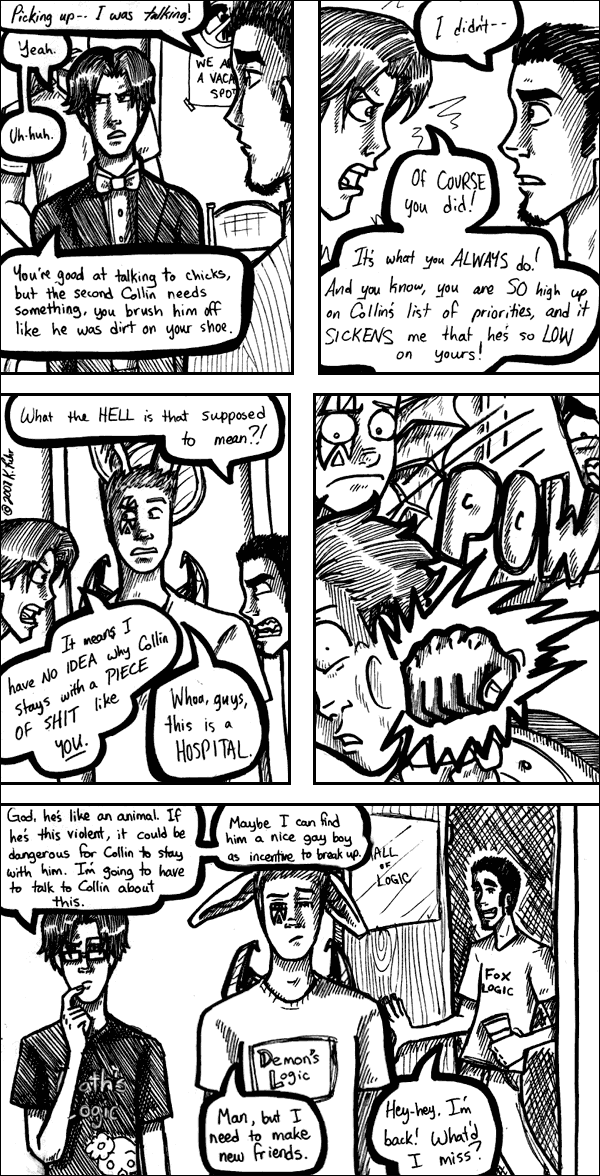 Picking up-- I was talking!
Yeah.
Uh-huh.
WE A
A VACA
SPOT
You're good at talking to chicks,
but the second Collin needs
something, you brush him off
like he was dirt on your shoe.
I didn't--
Of COURSE
you did!
It's what you ALWAYS do!
And you know, you are SO high up
on Collin's list of priorities, and it
SICKENS me that he's so LOW
on yours!
What the HELL is that supposed
to mean?!
© 2007 K. Fuhr
It means I
have NO IDEA why Collin
stays with a PIECE
OF SHIT like
YOU.
Whoa, guys,
this is a
HOSPITAL.
POW
God, he's like an animal. If
he's this violent, it could be
dangerous for Collin to stay
with him. I'm going to have
to talk to Collin about
this.
Maybe I can find
him a nice gay boy
as incentive to break up.
ALL
OF
LOGIC
FOX
LOGIC
ath's
ogic
Demon's
Logic
Man, but I
need to make
new friends.
Hey-hey. I'm
back! What'd
I miss?